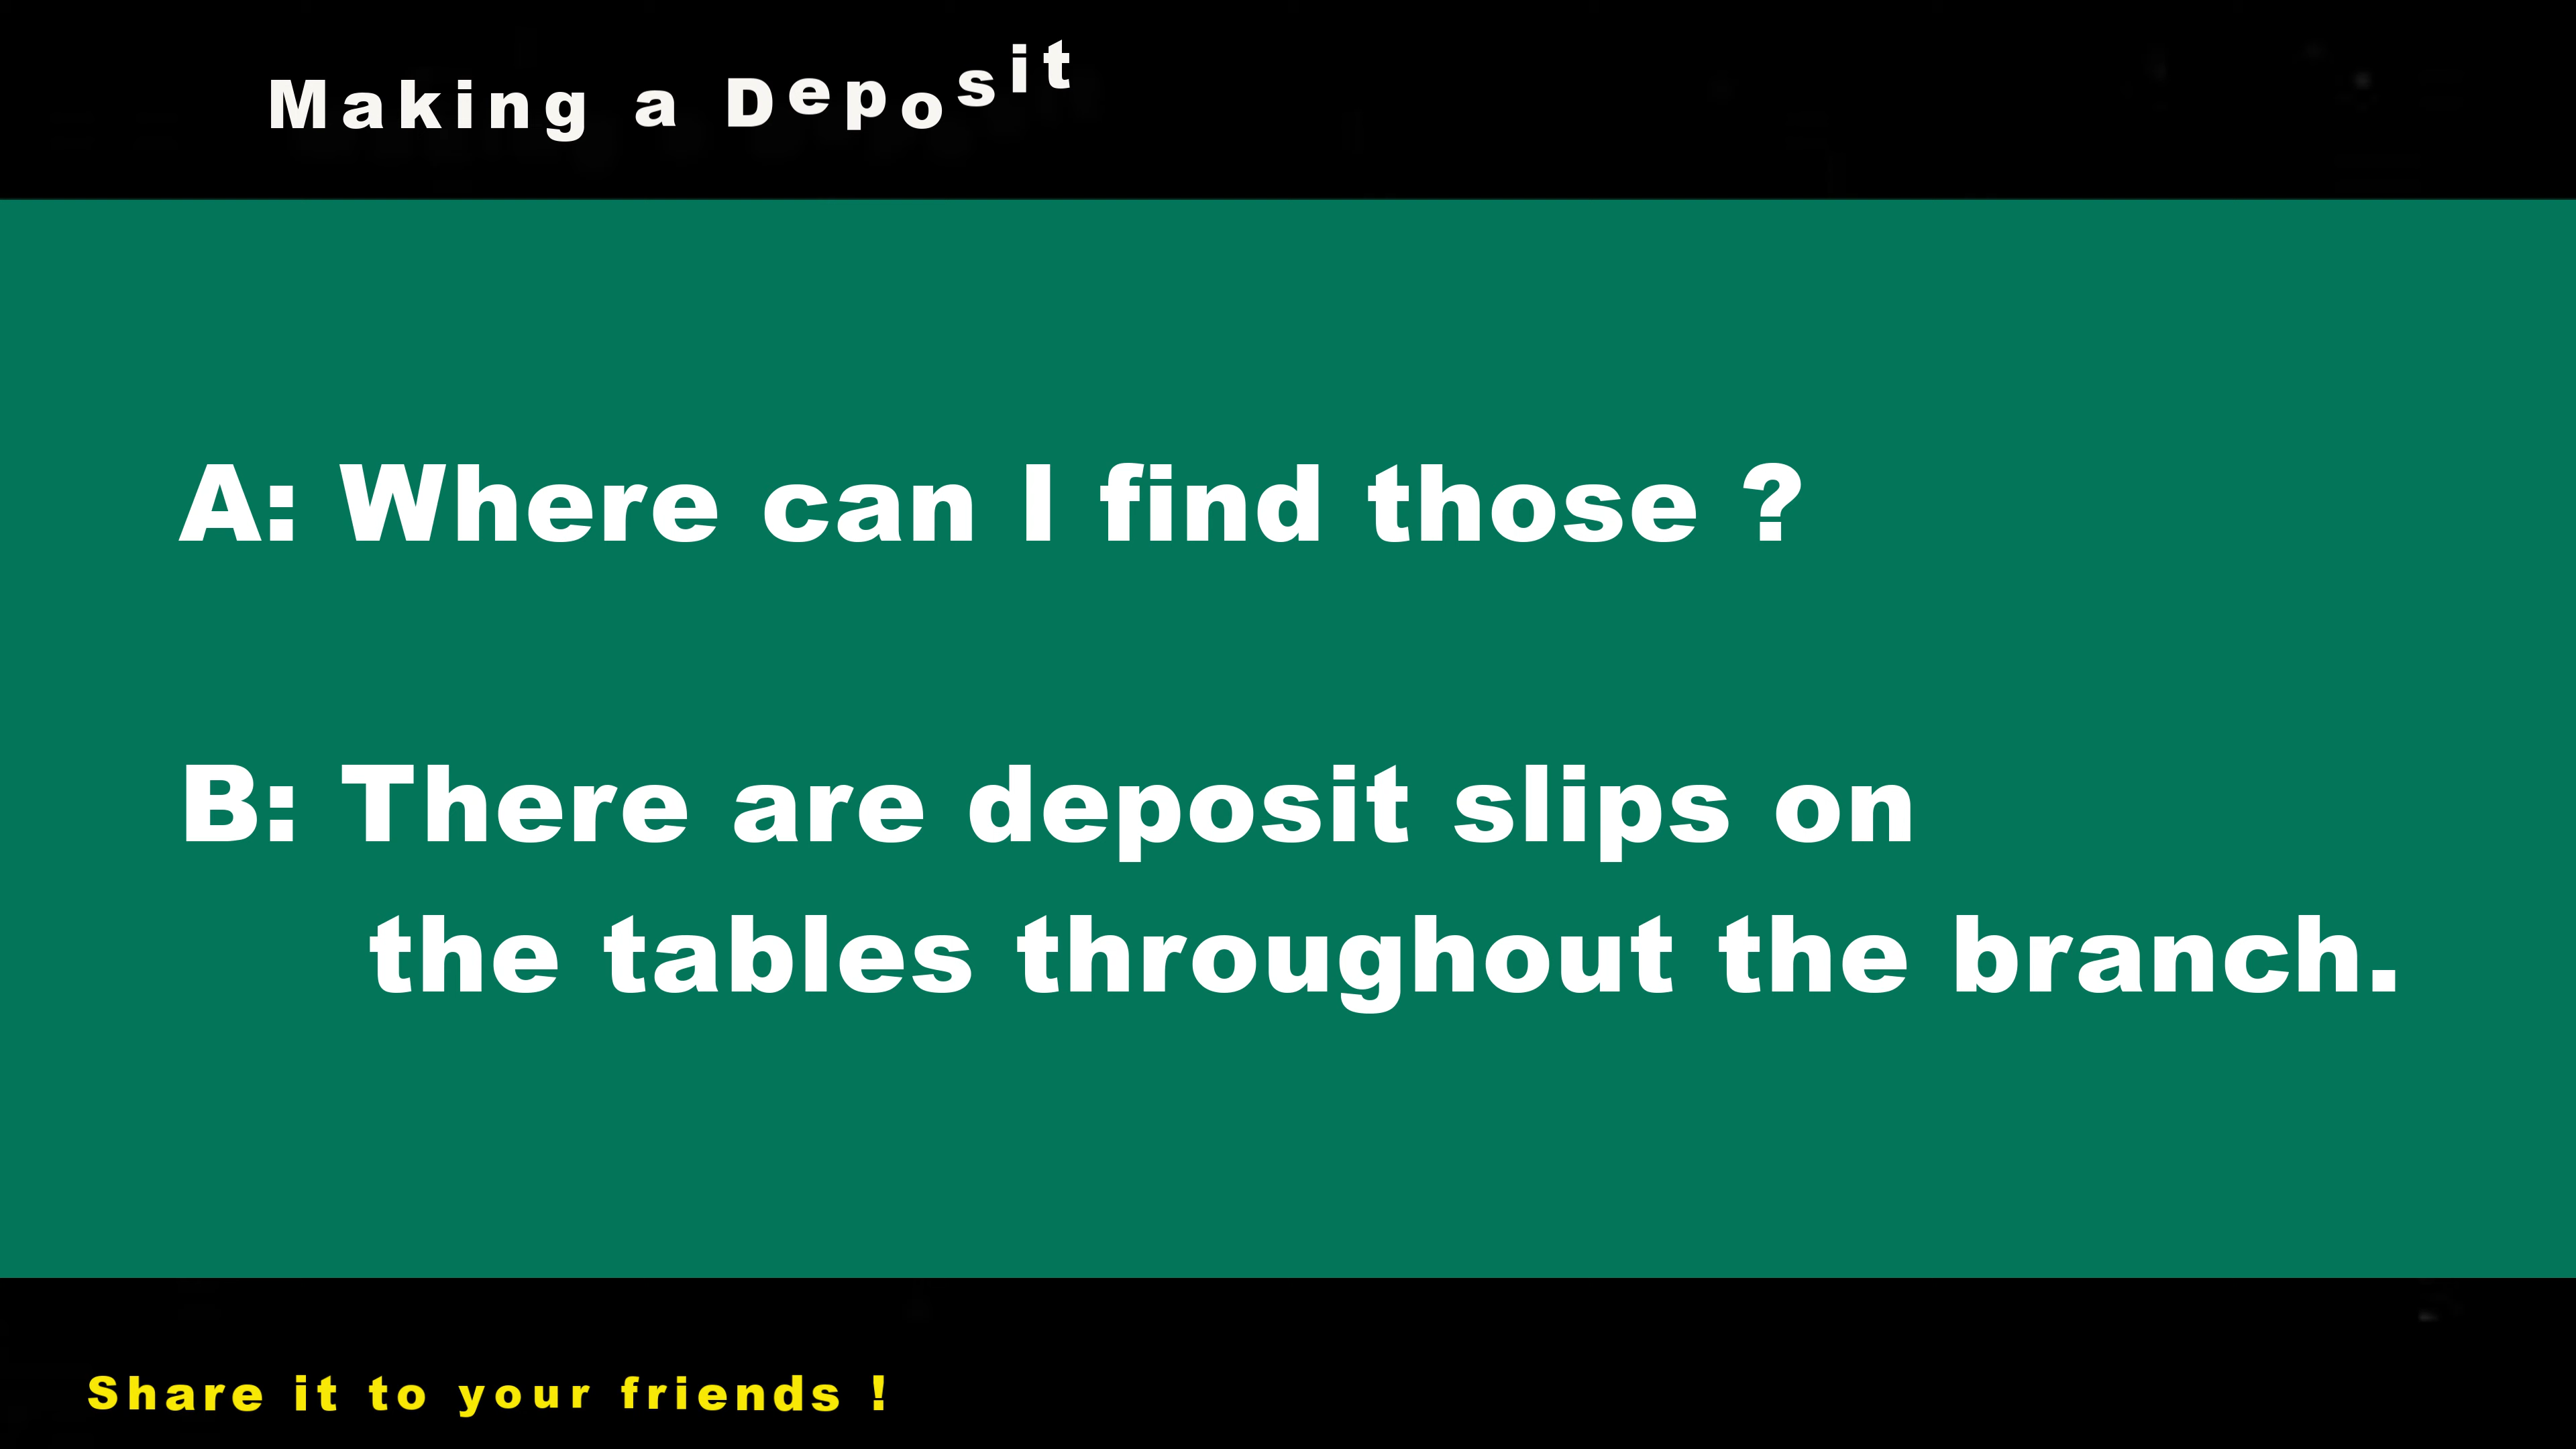 Making a Deposit
A: Where can I find those ?
B: There are deposit slips on
the tables throughout the branch.
Share it to your friends !